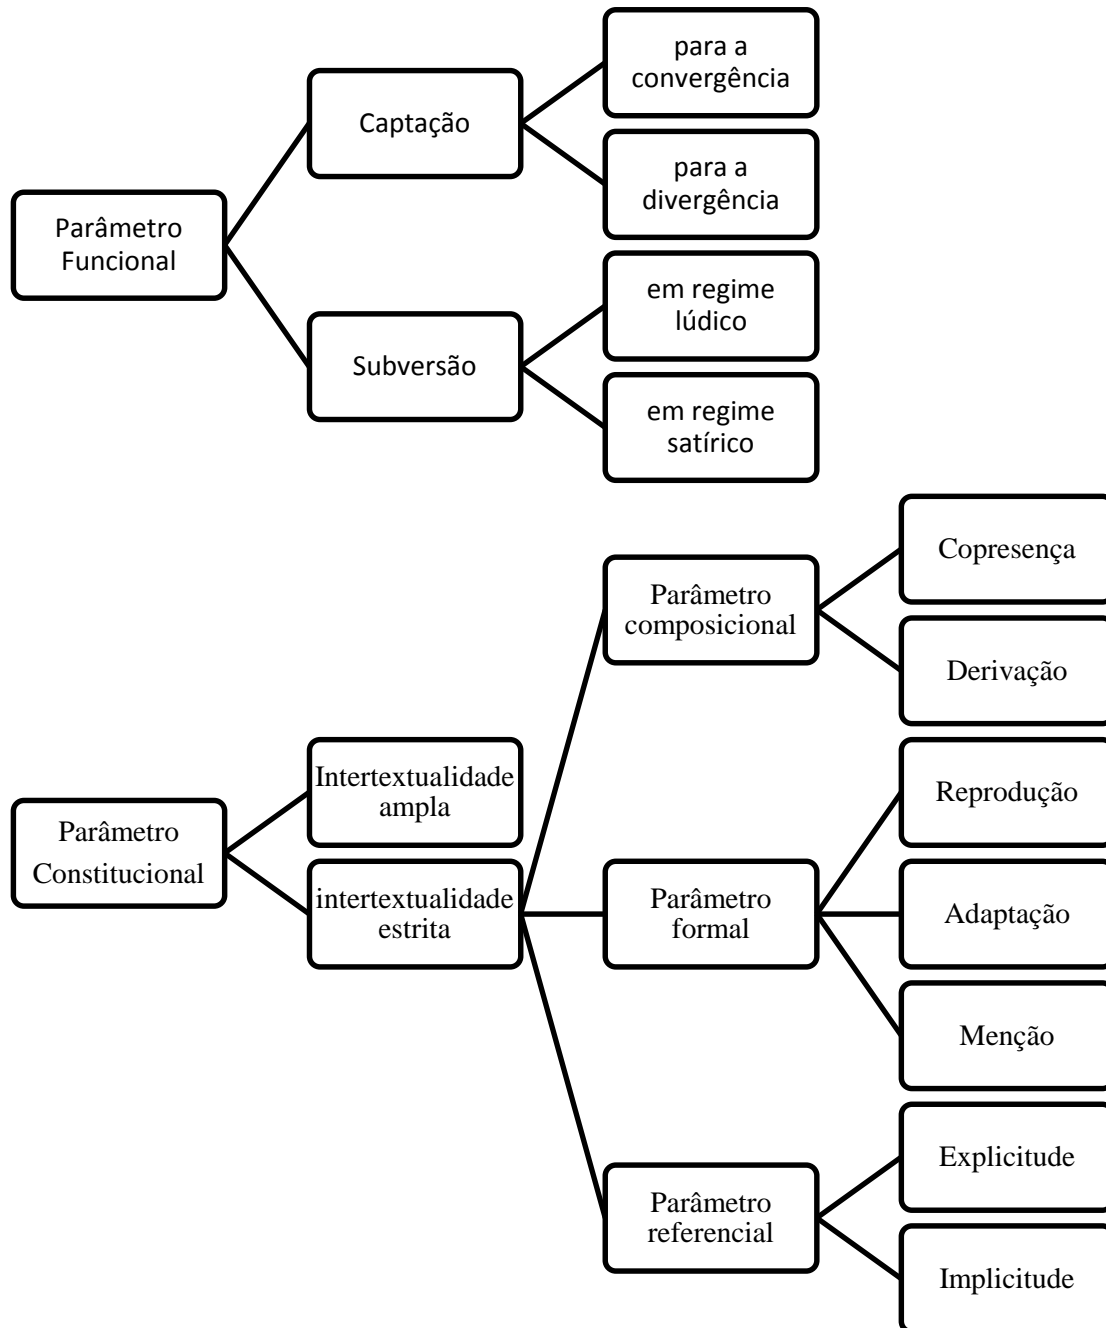 Parâmetro
Funcional
Captação
para a
convergência
para a
divergência
Subversão
em regime
lúdico
em regime
satírico
Parâmetro
Constitucional
Intertextualidade
ampla
intertextualidade
estrita
Parâmetro
composicional
Copresença
Derivação
Parâmetro
formal
Reprodução
Adaptação
Menção
Parâmetro
referencial
Explicitude
Implicitude